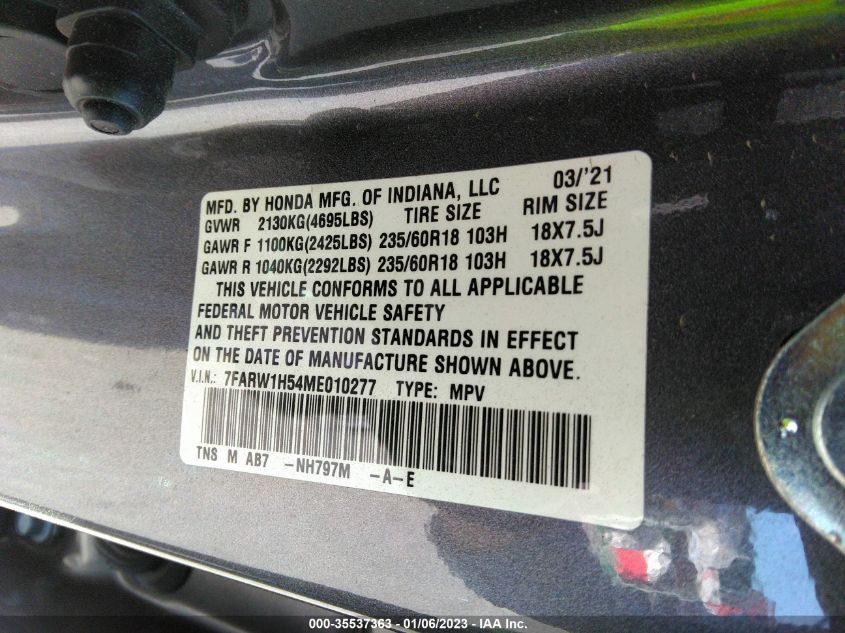 MFD. BY HONDA MFG. OF INDIANA, LLC 03/'21
GVWR 2130KG(4695LBS) TIRE SIZE RIM SIZE
GAWR F 1100KG(2425LBS) 235/60R18 103H 18X7.5J
GAWR R 1040KG(2292LBS) 235/60R18 103H 18X7.5J
THIS VEHICLE CONFORMS TO ALL APPLICABLE
FEDERAL MOTOR VEHICLE SAFETY
AND THEFT PREVENTION STANDARDS IN EFFECT
ON THE DATE OF MANUFACTURE SHOWN ABOVE.
V.I.N.: 7FARW1H54ME010277 TYPE: MPV
TNS M AB7 -NH797M -A-E
000-35537363 - 01/06/2023 - IAA Inc.